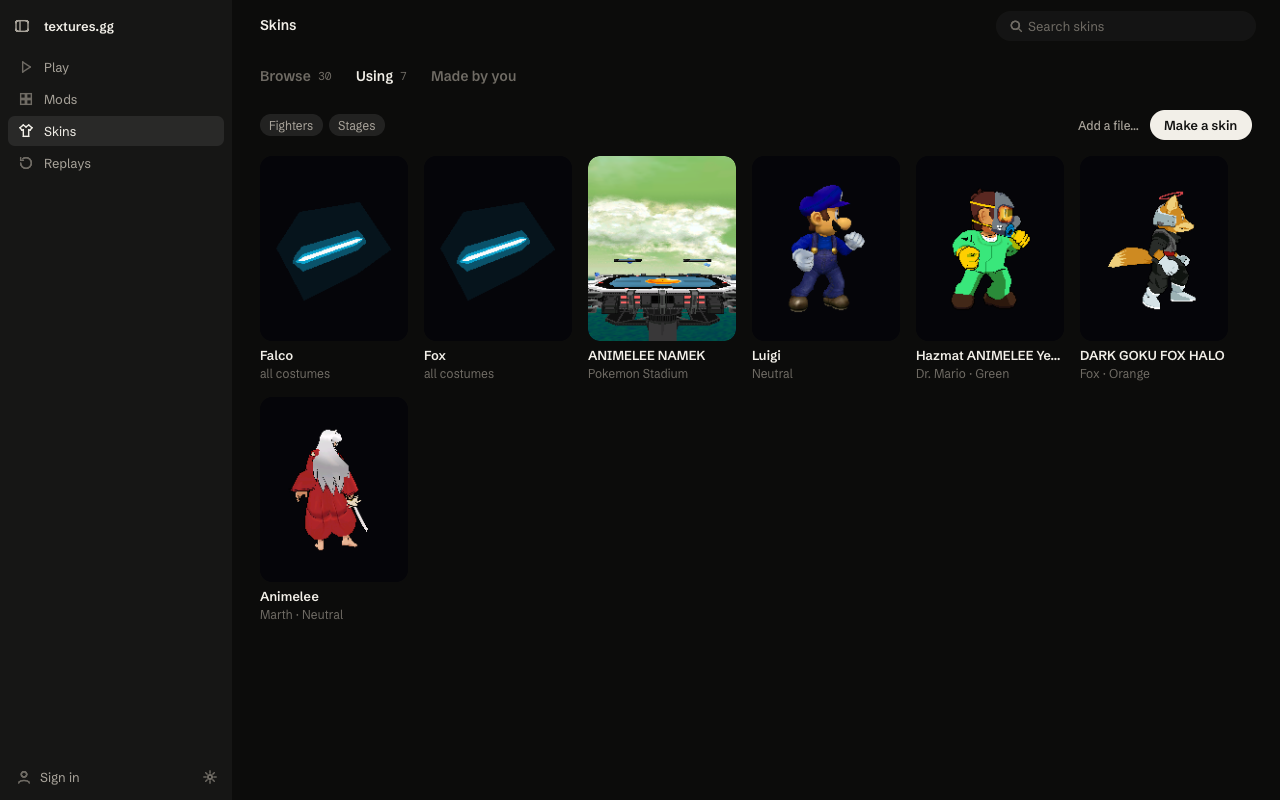 textures.gg
Play
Mods
Skins
Replays
Sign in
Skins
Search skins
Browse 30 Using 7 Made by you
Fighters Stages Add a file... Make a skin
Falco
all costumes
Fox
all costumes
ANIMELEE NAMEK
Pokemon Stadium
Luigi
Neutral
Hazmat ANIMELEE Ye...
Dr. Mario · Green
DARK GOKU FOX HALO
Fox · Orange
Animelee
Marth · Neutral